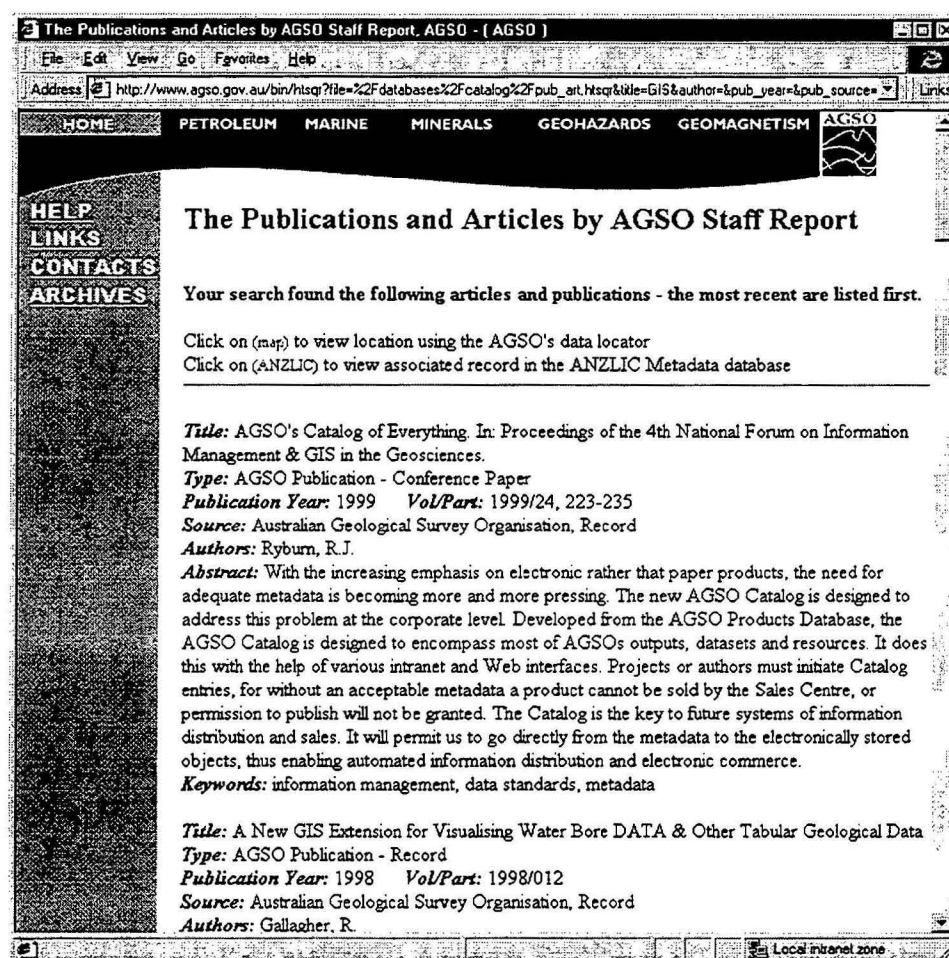 The Publications and Articles by AGSO Staff Report, AGSO - ( AGSO )
File Edit View Go Favorites Help
Address http://www.agso.gov.au/bin/htsqr?file=%2Fdatabases%2Fcatalog%2Fpub_art.htsqr&title=GIS&author=&pub_year=&pub_source= Links
HOME PETROLEUM MARINE MINERALS GEOHAZARDS GEOMAGNETISM AGSO
HELP
LINKS
CONTACTS
ARCHIVES
The Publications and Articles by AGSO Staff Report
Your search found the following articles and publications - the most recent are listed first.
Click on (map) to view location using the AGSO's data locator
Click on (ANZLIC) to view associated record in the ANZLIC Metadata database
Title: AGSO's Catalog of Everything. In: Proceedings of the 4th National Forum on Information
Management & GIS in the Geosciences.
Type: AGSO Publication - Conference Paper
Publication Year: 1999 Vol/Part: 1999/24, 223-235
Source: Australian Geological Survey Organisation, Record
Authors: Ryburn, R.J.
Abstract: With the increasing emphasis on electronic rather that paper products, the need for
adequate metadata is becoming more and more pressing. The new AGSO Catalog is designed to
address this problem at the corporate level. Developed from the AGSO Products Database, the
AGSO Catalog is designed to encompass most of AGSOs outputs, datasets and resources. It does
this with the help of various intranet and Web interfaces. Projects or authors must initiate Catalog
entries, for without an acceptable metadata a product cannot be sold by the Sales Centre, or
permission to publish will not be granted. The Catalog is the key to future systems of information
distribution and sales. It will permit us to go directly from the metadata to the electronically stored
objects, thus enabling automated information distribution and electronic commerce.
Keywords: information management, data standards, metadata
Title: A New GIS Extension for Visualising Water Bore DATA & Other Tabular Geological Data
Type: AGSO Publication - Record
Publication Year: 1998 Vol/Part: 1998/012
Source: Australian Geological Survey Organisation, Record
Authors: Gallagher, R.
Local intranet zone